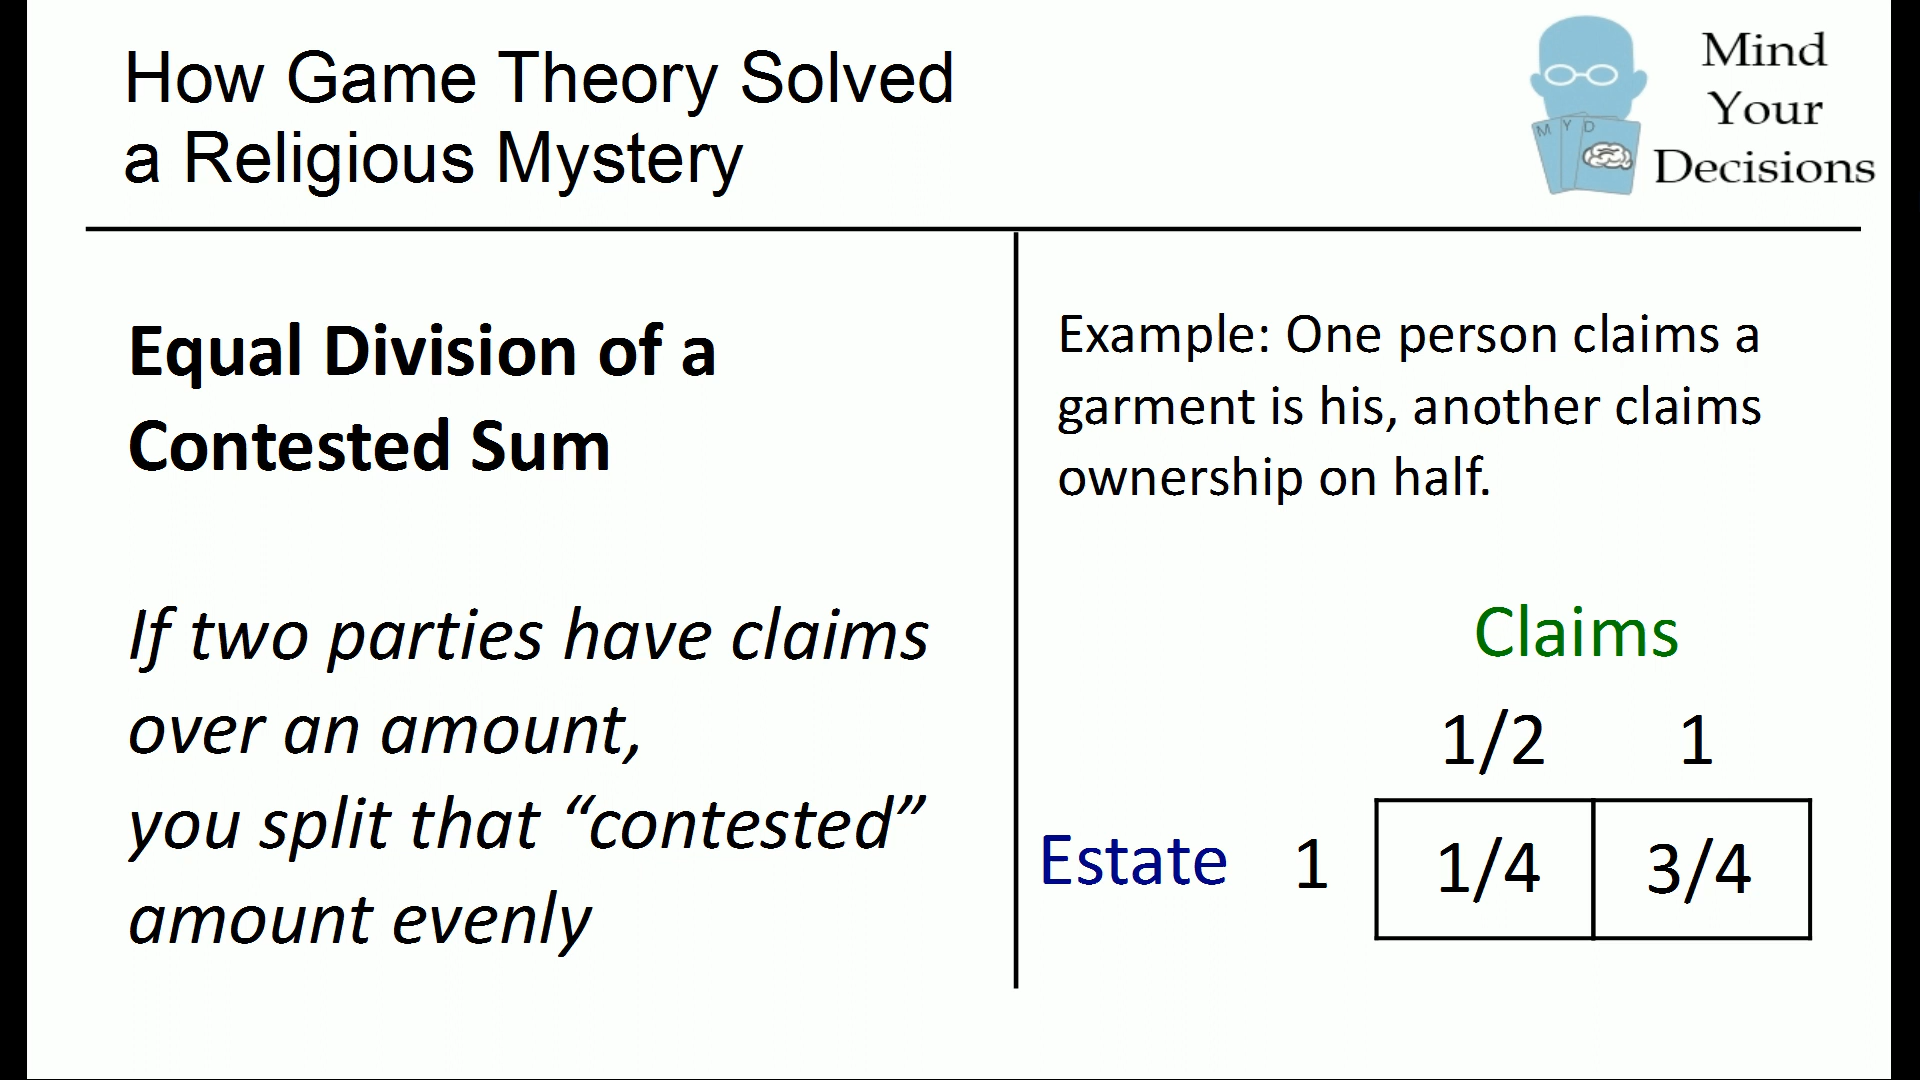 How Game Theory Solved
a Religious Mystery
Mind
Your
Decisions
M Y D
Equal Division of a
Contested Sum
If two parties have claims
over an amount,
you split that “contested”
amount evenly
Example: One person claims a
garment is his, another claims
ownership on half.
Claims
1/2 1
Estate 1 1/4 3/4